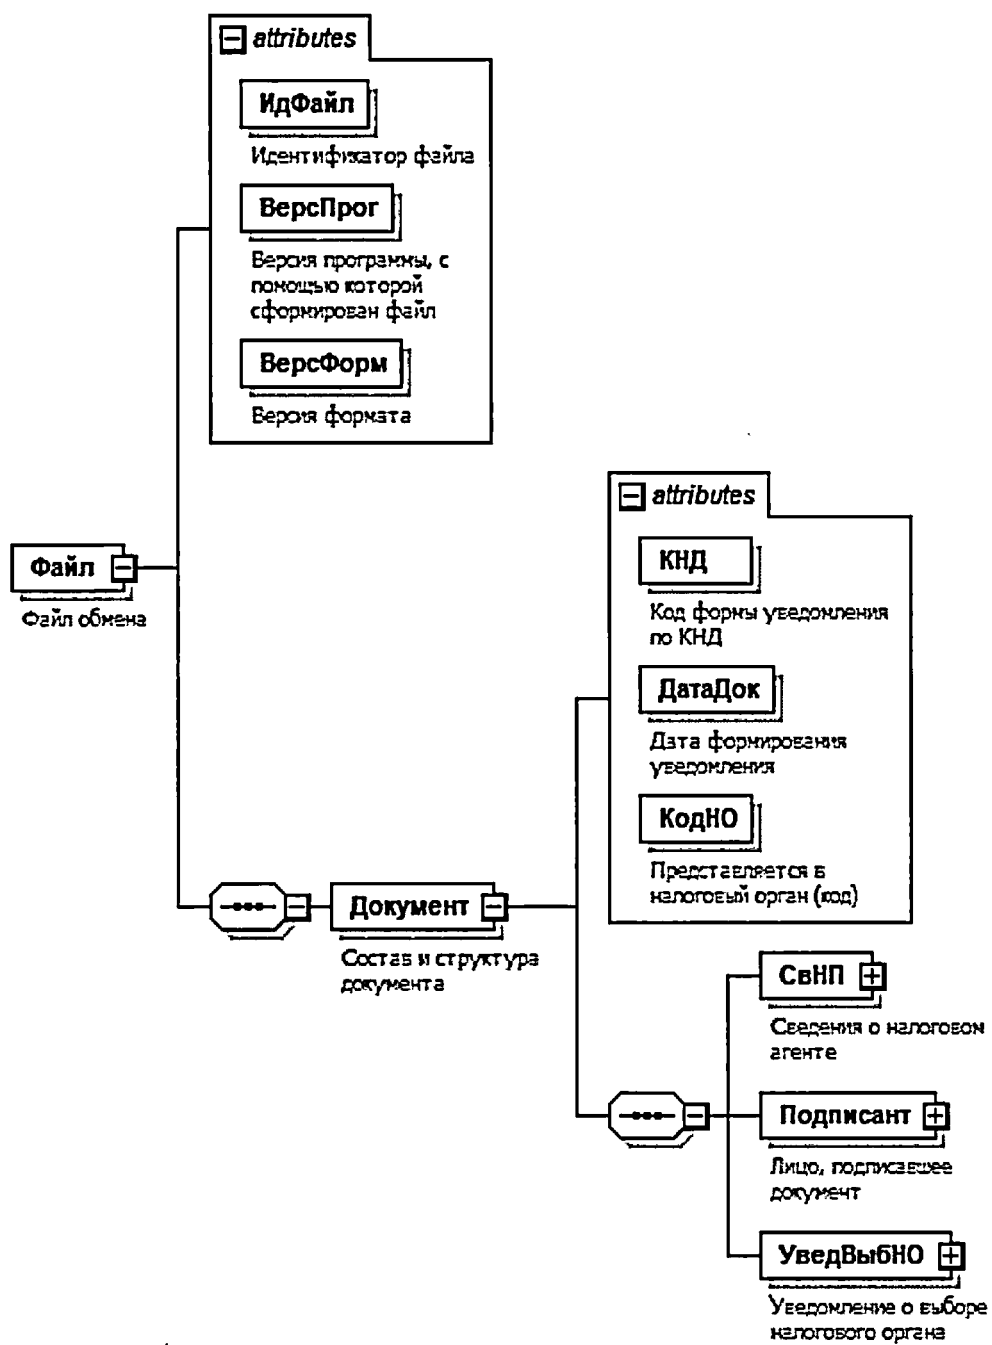 attributes
ИдФайл
Идентификатор файла
ВерсПрог
Версия программы, с
помощью которой
сформирован файл
ВерсФорм
Версия формата
Файл
Файл обмена
attributes
КНД
Код формы уведомления
по КНД
ДатаДок
Дата формирования
уведомления
КодНО
Представляется в
налоговый орган (код)
Документ
Состав и структура
документа
СвНП
Сведения о налоговом
агенте
Подписант
Лицо, подписавшее
документ
УведВыбНО
Уведомление о выборе
налогового органа